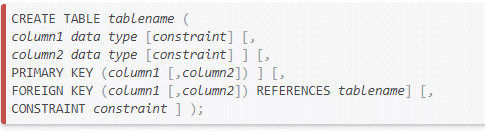 CREATE TABLE tablename (
column1 data type [constraint] [,
column2 data type [constraint] ] [,
PRIMARY KEY (column1 [,column2]) ] [,
FOREIGN KEY (column1 [,column2]) REFERENCES tablename] [,
CONSTRAINT constraint ] );